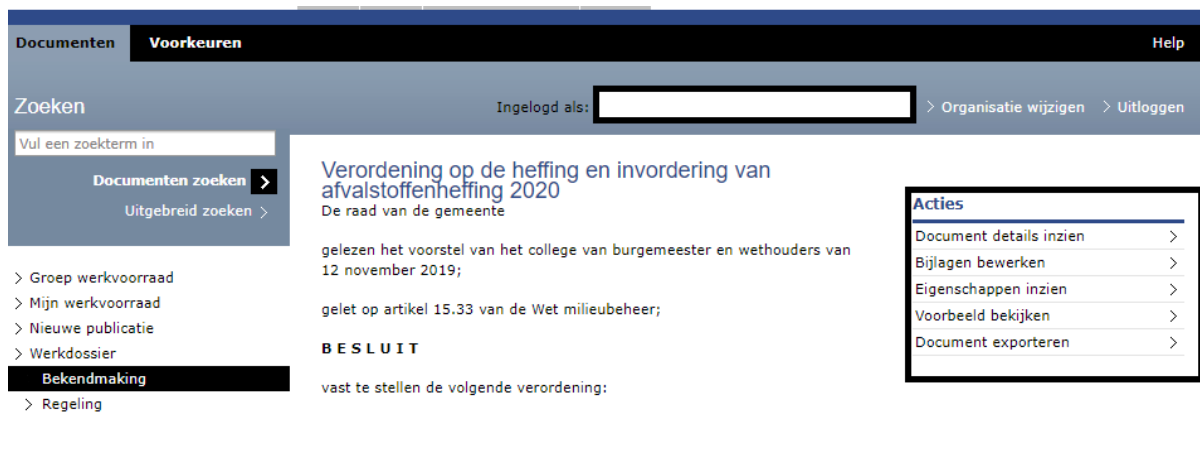 Documenten Voorkeuren Help
Zoeken
Ingelogd als: > Organisatie wijzigen > Uitloggen
Vul een zoekterm in
Documenten zoeken >
Uitgebreid zoeken >
> Groep werkvoorraad
> Mijn werkvoorraad
> Nieuwe publicatie
> Werkdossier
Bekendmaking
> Regeling
Verordening op de heffing en invordering van
afvalstoffenheffing 2020
De raad van de gemeente
gelezen het voorstel van het college van burgemeester en wethouders van
12 november 2019;
gelet op artikel 15.33 van de Wet milieubeheer;
B E S L U I T
vast te stellen de volgende verordening:
Acties
Document details inzien >
Bijlagen bewerken >
Eigenschappen inzien >
Voorbeeld bekijken >
Document exporteren >